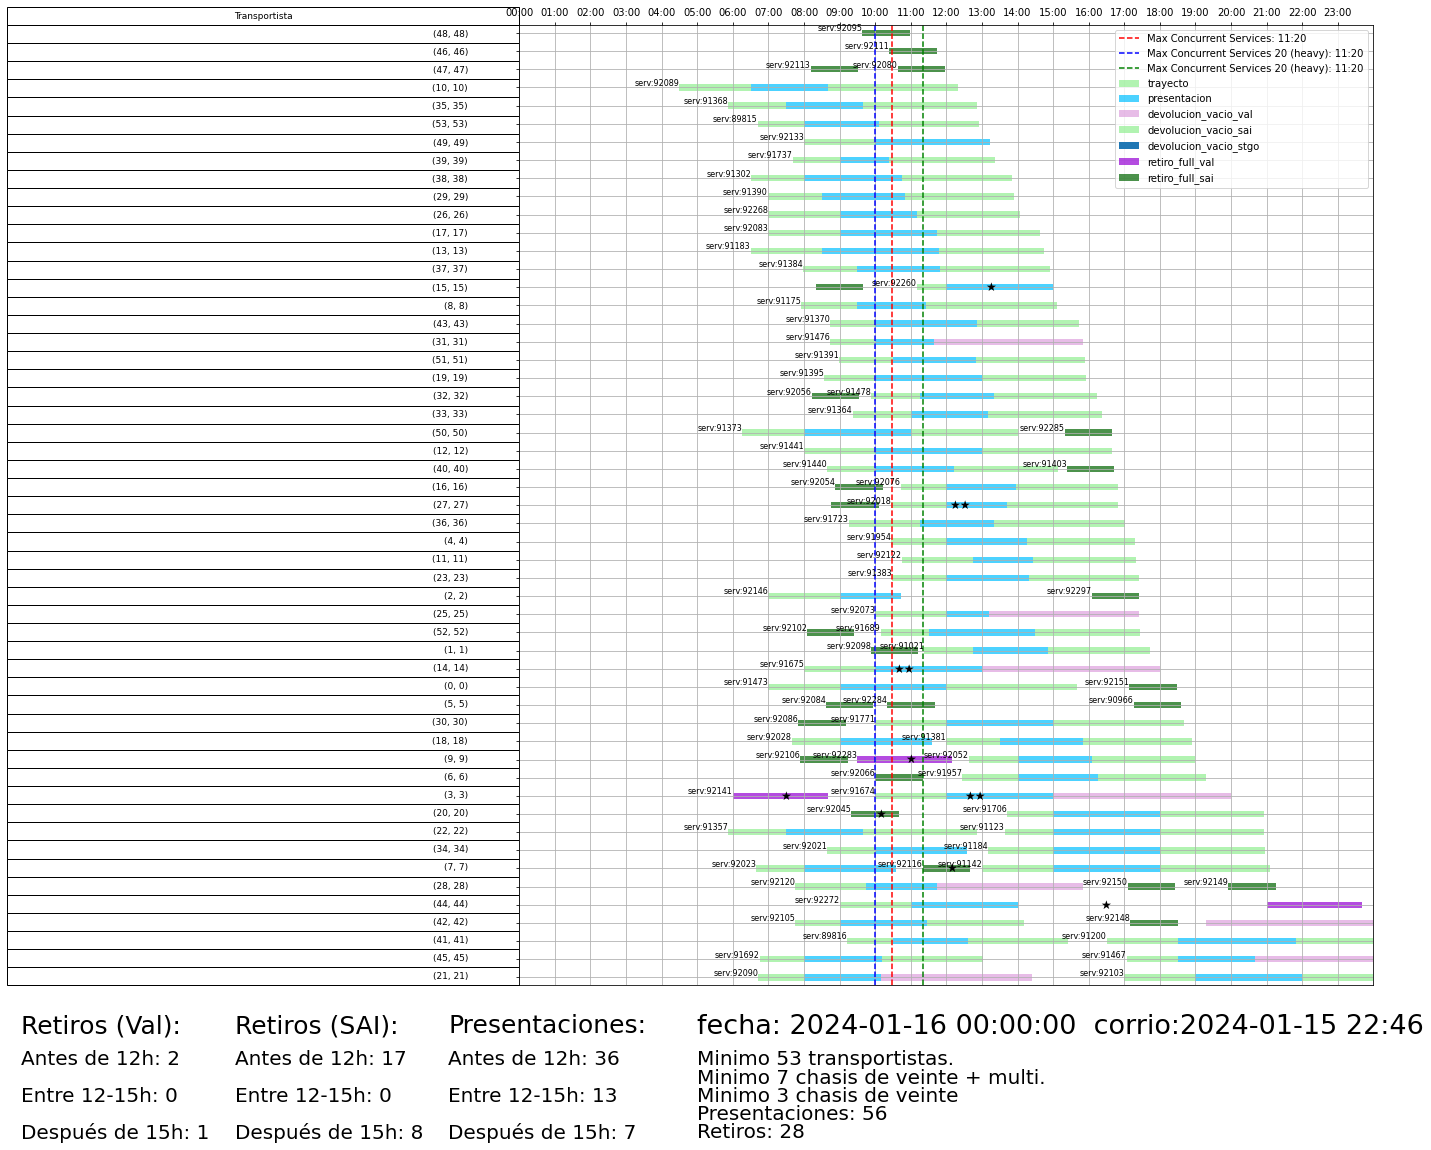 Transportista
00:00 01:00 02:00 03:00 04:00 05:00 06:00 07:00 08:00 09:00 10:00 11:00 12:00 13:00 14:00 15:00 16:00 17:00 18:00 19:00 20:00 21:00 22:00 23:00
Max Concurrent Services: 11:20
Max Concurrent Services 20 (heavy): 11:20
Max Concurrent Services 20 (heavy): 11:20
trayecto
presentacion
devolucion_vacio_val
devolucion_vacio_sai
devolucion_vacio_stgo
retiro_full_val
retiro_full_sai
(48, 48) serv:92095
(46, 46) serv:92111
(47, 47) serv:92113 serv:92080
(10, 10) serv:92089
(35, 35) serv:91368
(53, 53) serv:89815
(49, 49) serv:92133
(39, 39) serv:91737
(38, 38) serv:91302
(29, 29) serv:91390
(26, 26) serv:92268
(17, 17) serv:92083
(13, 13) serv:91183
(37, 37) serv:91384
(15, 15) serv:92260
(8, 8) serv:91175
(43, 43) serv:91370
(31, 31) serv:91476
(51, 51) serv:91391
(19, 19) serv:91395
(32, 32) serv:92056 serv:91478
(33, 33) serv:91364
(50, 50) serv:91373 serv:92285
(12, 12) serv:91441
(40, 40) serv:91440 serv:91403
(16, 16) serv:92054 serv:92076
(27, 27) serv:92018
(36, 36) serv:91723
(4, 4) serv:91954
(11, 11) serv:92122
(23, 23) serv:91383
(2, 2) serv:92146 serv:92297
(25, 25) serv:92073
(52, 52) serv:92102 serv:91689
(1, 1) serv:92098 serv:91021
(14, 14) serv:91675
(0, 0) serv:91473 serv:92151
(5, 5) serv:92084 serv:92284 serv:90966
(30, 30) serv:92086 serv:91771
(18, 18) serv:92028 serv:91381
(9, 9) serv:92106 serv:92283 serv:92052
(6, 6) serv:92066 serv:91957
(3, 3) serv:92141 serv:91674
(20, 20) serv:92045 serv:91706
(22, 22) serv:91357 serv:91123
(34, 34) serv:92021 serv:91184
(7, 7) serv:92023 serv:92116 serv:91142
(28, 28) serv:92120 serv:92150 serv:92149
(44, 44) serv:92272
(42, 42) serv:92105 serv:92148
(41, 41) serv:89816 serv:91200
(45, 45) serv:91692 serv:91467
(21, 21) serv:92090 serv:92103
Retiros (Val):
Antes de 12h: 2
Entre 12-15h: 0
Después de 15h: 1
Retiros (SAI):
Antes de 12h: 17
Entre 12-15h: 0
Después de 15h: 8
Presentaciones:
Antes de 12h: 36
Entre 12-15h: 13
Después de 15h: 7
fecha: 2024-01-16 00:00:00 corrio:2024-01-15 22:46
Minimo 53 transportistas.
Minimo 7 chasis de veinte + multi.
Minimo 3 chasis de veinte
Presentaciones: 56
Retiros: 28